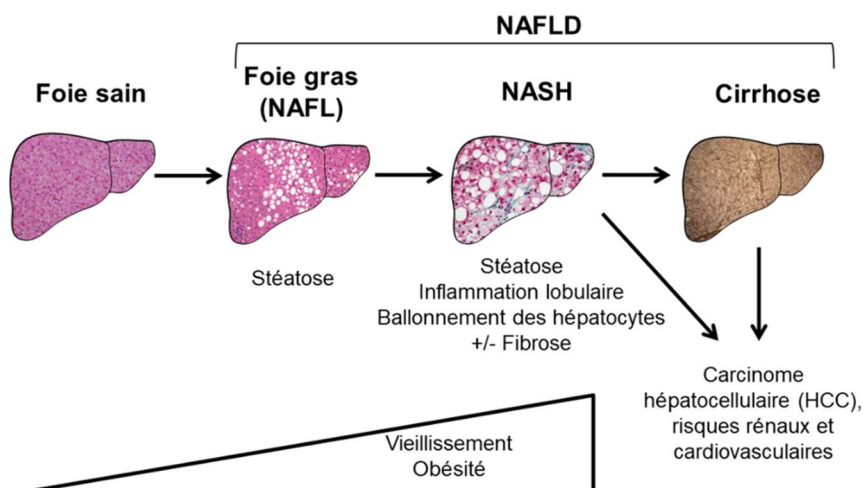 NAFLD
Foie sain
Foie gras
(NAFL)
NASH
Cirrhose
Stéatose
Stéatose
Inflammation lobulaire
Ballonnement des hépatocytes
+/- Fibrose
Carcinome
hépatocellulaire (HCC),
risques rénaux et
cardiovasculaires
Vieillissement
Obésité